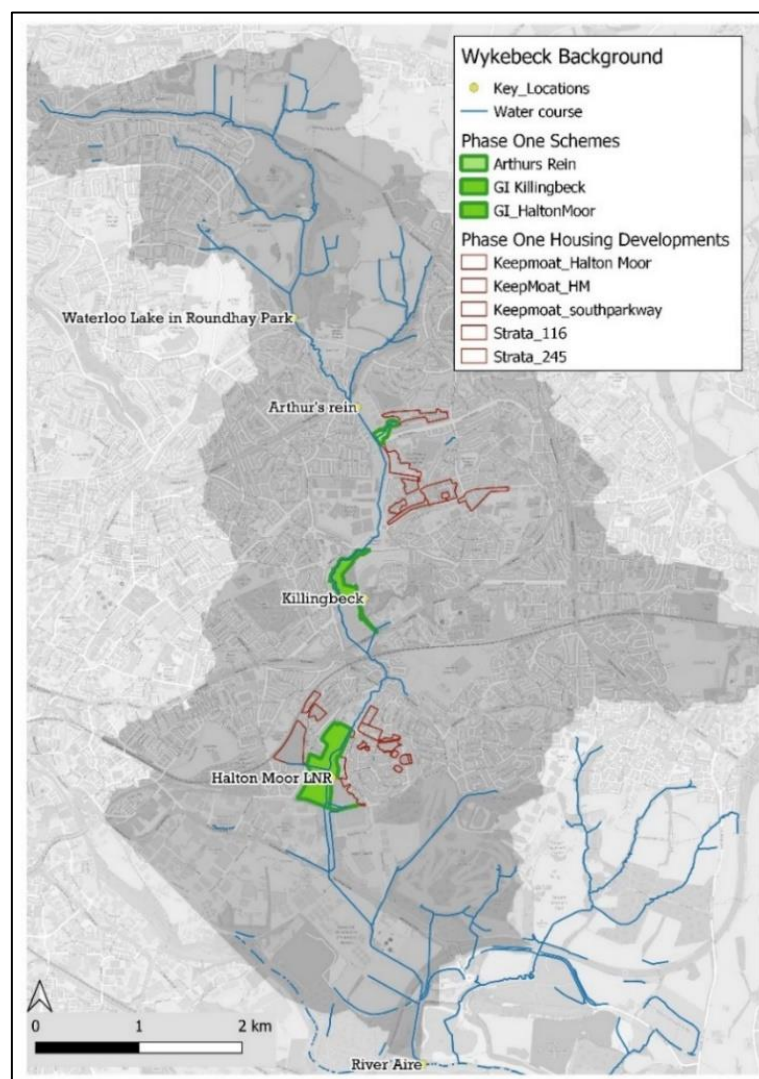 Wykebeck Background
Key_Locations
Water course
Phase One Schemes
Arthurs Rein
GI Killingbeck
GI_HaltonMoor
Phase One Housing Developments
Keepmoat_Halton Moor
KeepMoat_HM
Keepmoat_southparkway
Strata_116
Strata_245
Waterloo Lake in Roundhay Park
Arthur's rein
Killingbeck
Halton Moor LNR
0 1 2 km
River Aire